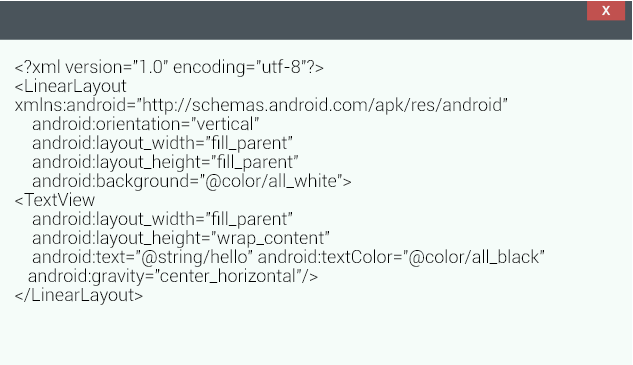 X
<?xml version="1.0" encoding="utf-8"?>
<LinearLayout
xmlns:android="http://schemas.android.com/apk/res/android"
android:orientation="vertical"
android:layout_width="fill_parent"
android:layout_height="fill_parent"
android:background="@color/all_white">
<TextView
android:layout_width="fill_parent"
android:layout_height="wrap_content"
android:text="@string/hello" android:textColor="@color/all_black"
android:gravity="center_horizontal"/>
</LinearLayout>